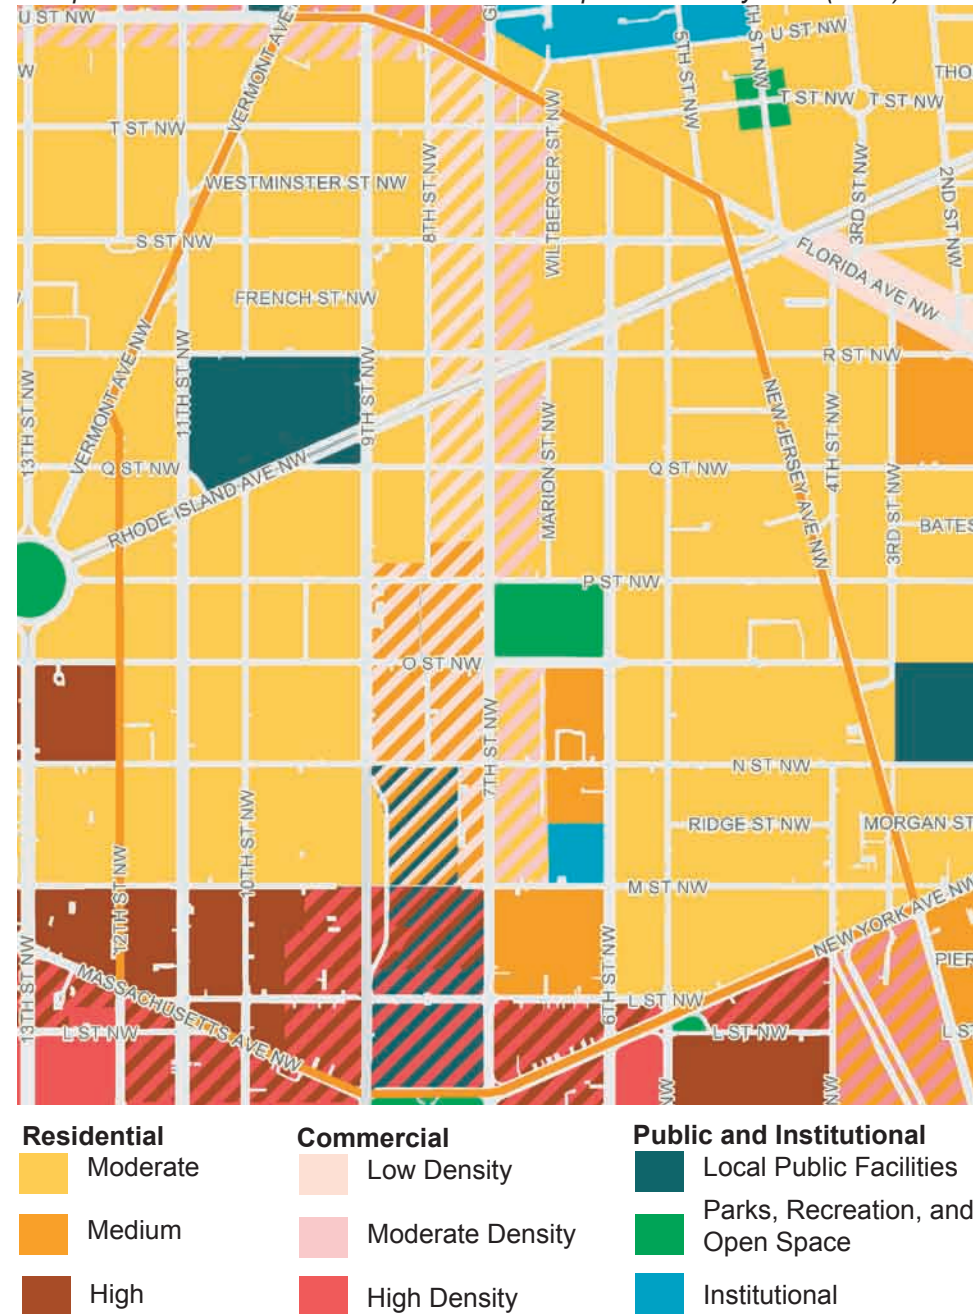 U ST NW
VERMONT AVE
G
5TH ST NW
TH ST NW
U ST NW
W
THO
T ST NW
T ST NW
T ST NW
WESTMINSTER ST NW
8TH ST NW
WILTBERGER ST NW
3RD ST NW
2ND ST NW
S ST NW
FRENCH ST NW
FLORIDA AVE NW
VERMONT AVE NW
11TH ST NW
9TH ST NW
R ST NW
13TH ST NW
MARION ST NW
NEW JERSEY AVE NW
4TH ST NW
Q ST NW
Q ST NW
RHODE ISLAND AVE NW
3RD ST NW
BATES
P ST NW
O ST NW
7TH ST NW
N ST NW
10TH ST NW
RIDGE ST NW
MORGAN ST
12TH ST NW
M ST NW
NEW YORK AVE NW
13TH ST NW
MASSACHUSETTS AVE NW
6TH ST NW
PIER
L ST NW
L ST NW
L ST NW
L S
NW
NW
Residential
Moderate
Medium
High
Commercial
Low Density
Moderate Density
High Density
Public and Institutional
Local Public Facilities
Parks, Recreation, and
Open Space
Institutional